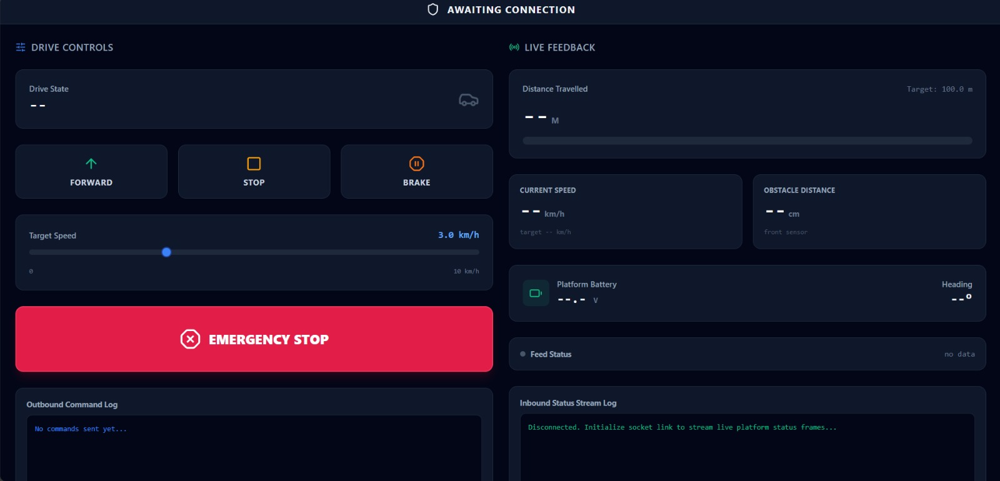 AWAITING CONNECTION
DRIVE CONTROLS
Drive State
--
FORWARD
STOP
BRAKE
Target Speed
3.0 km/h
0
10 km/h
EMERGENCY STOP
Outbound Command Log
No commands sent yet...
LIVE FEEDBACK
Distance Travelled
Target: 100.0 m
-- M
CURRENT SPEED
-- km/h
target -- km/h
OBSTACLE DISTANCE
-- cm
front sensor
Platform Battery
--.- V
Heading
--°
Feed Status
no data
Inbound Status Stream Log
Disconnected. Initialize socket link to stream live platform status frames...